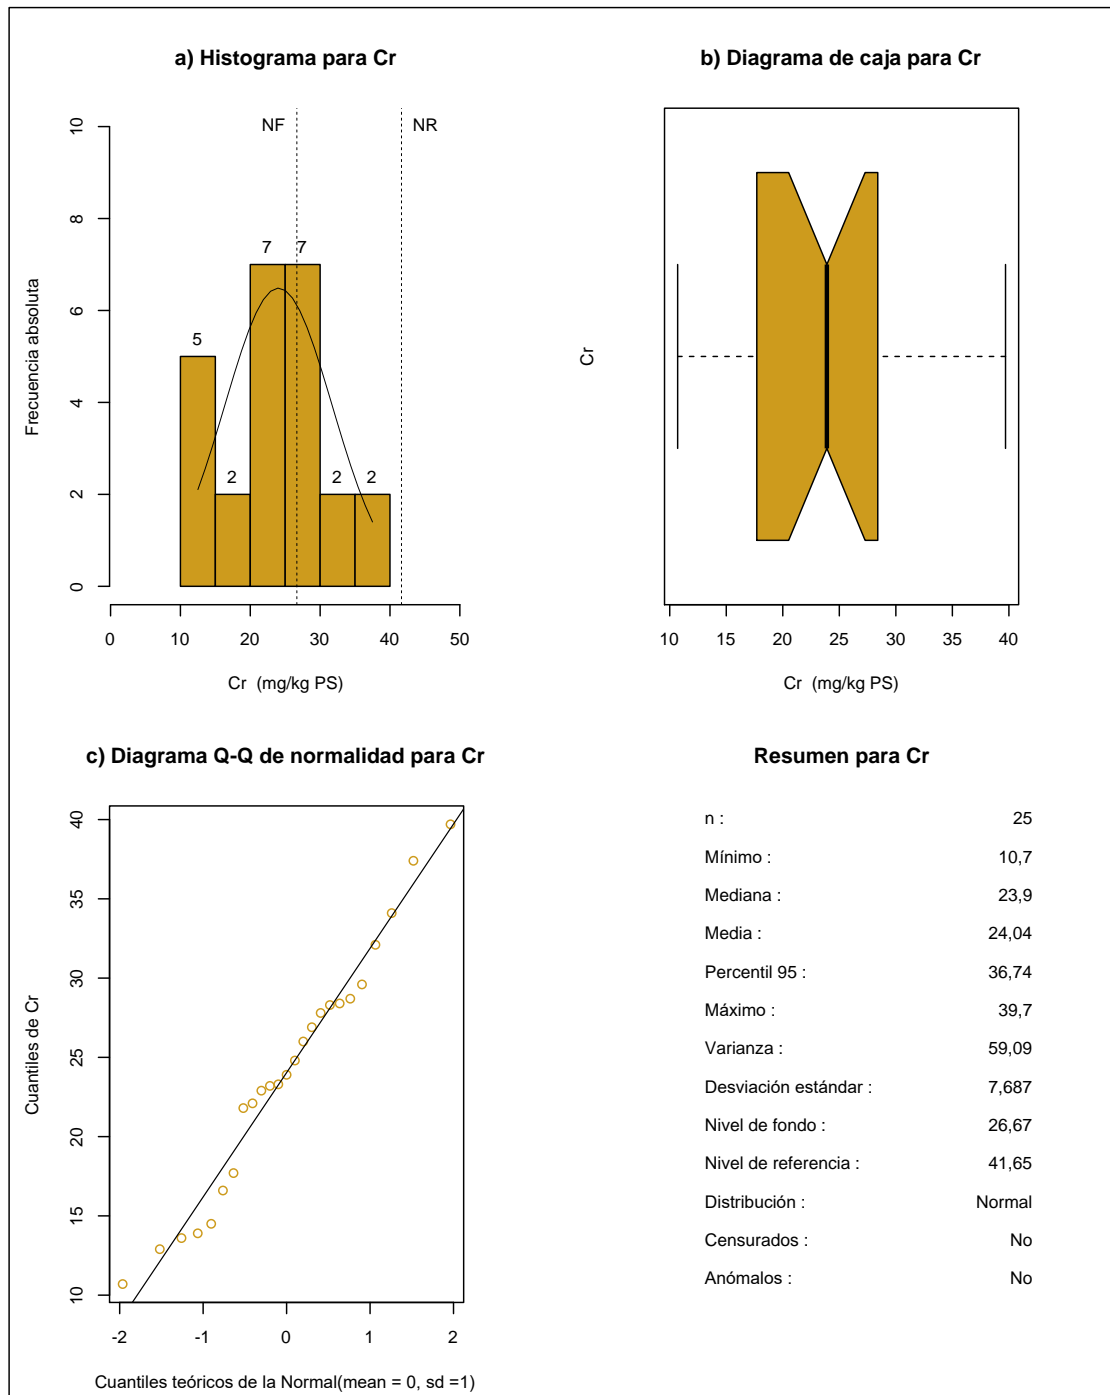 a) Histograma para Cr
NF
NR
Frecuencia absoluta
10
8
6
4
2
0
5
2
7
7
2
2
0 10 20 30 40 50
Cr (mg/kg PS)
b) Diagrama de caja para Cr
Cr
10 15 20 25 30 35 40
Cr (mg/kg PS)
c) Diagrama Q-Q de normalidad para Cr
Cuantiles de Cr
40
35
30
25
20
15
10
-2 -1 0 1 2
Cuantiles teóricos de la Normal(mean = 0, sd =1)
Resumen para Cr
n : 25
Mínimo : 10,7
Mediana : 23,9
Media : 24,04
Percentil 95 : 36,74
Máximo : 39,7
Varianza : 59,09
Desviación estándar : 7,687
Nivel de fondo : 26,67
Nivel de referencia : 41,65
Distribución : Normal
Censurados : No
Anómalos : No